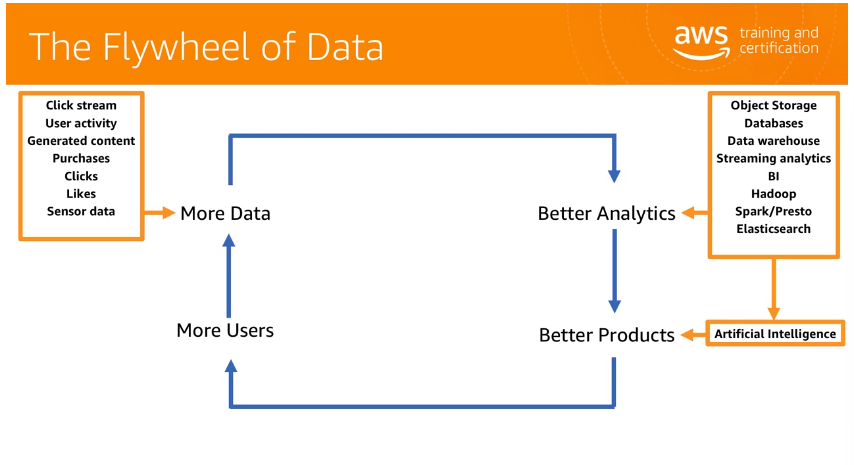 The Flywheel of Data
aws
training and
certification
Click stream
User activity
Generated content
Purchases
Clicks
Likes
Sensor data
Object Storage
Databases
Data warehouse
Streaming analytics
BI
Hadoop
Spark/Presto
Elasticsearch
More Data
Better Analytics
More Users
Better Products
Artificial Intelligence